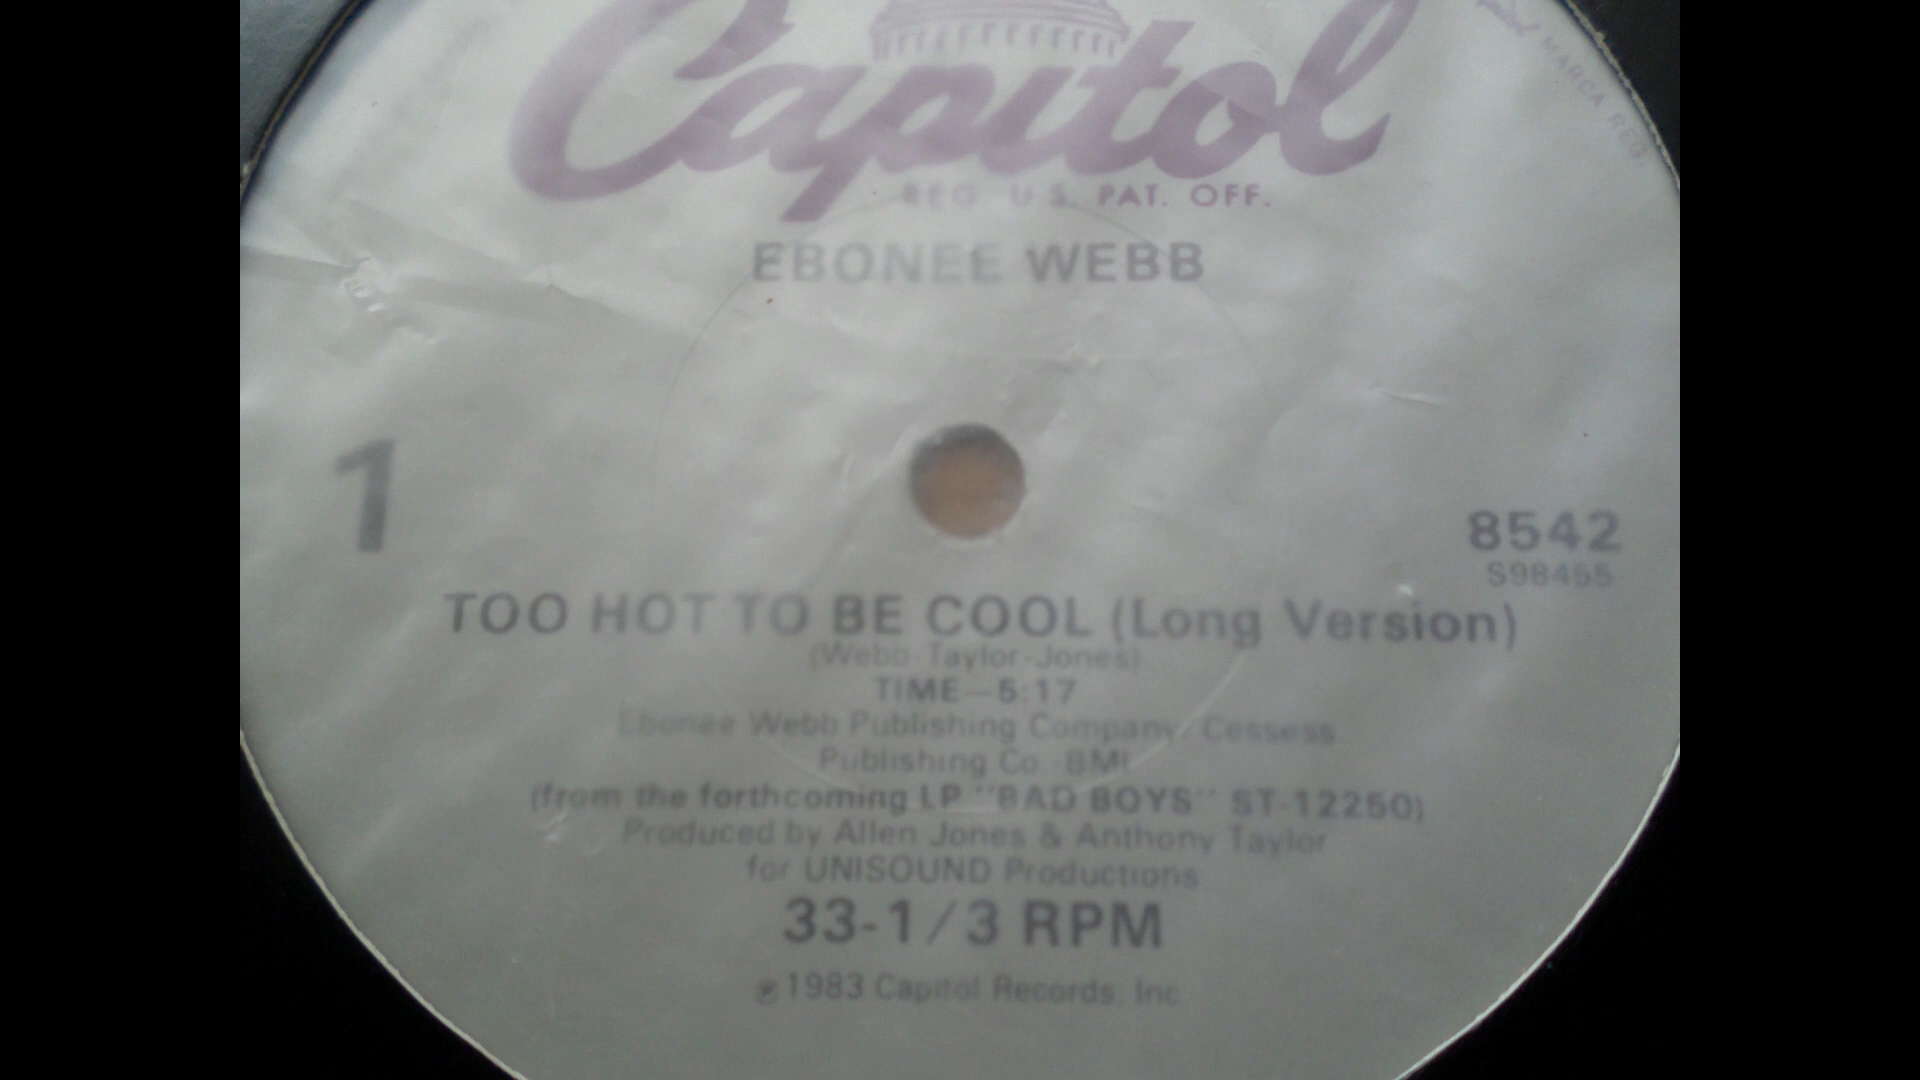 Capitol
MARCA REG.
REG. U.S. PAT. OFF.
EBONEE WEBB
1
8542
S98455
TOO HOT TO BE COOL (Long Version)
(Webb-Taylor-Jones)
TIME—5:17
Ebonee Webb Publishing Company/Cessess
Publishing Co.-BMI
(from the forthcoming LP "BAD BOYS" ST-12250)
Produced by Allen Jones & Anthony Taylor
for UNISOUND Productions
33-1/3 RPM
℗1983 Capitol Records, Inc.